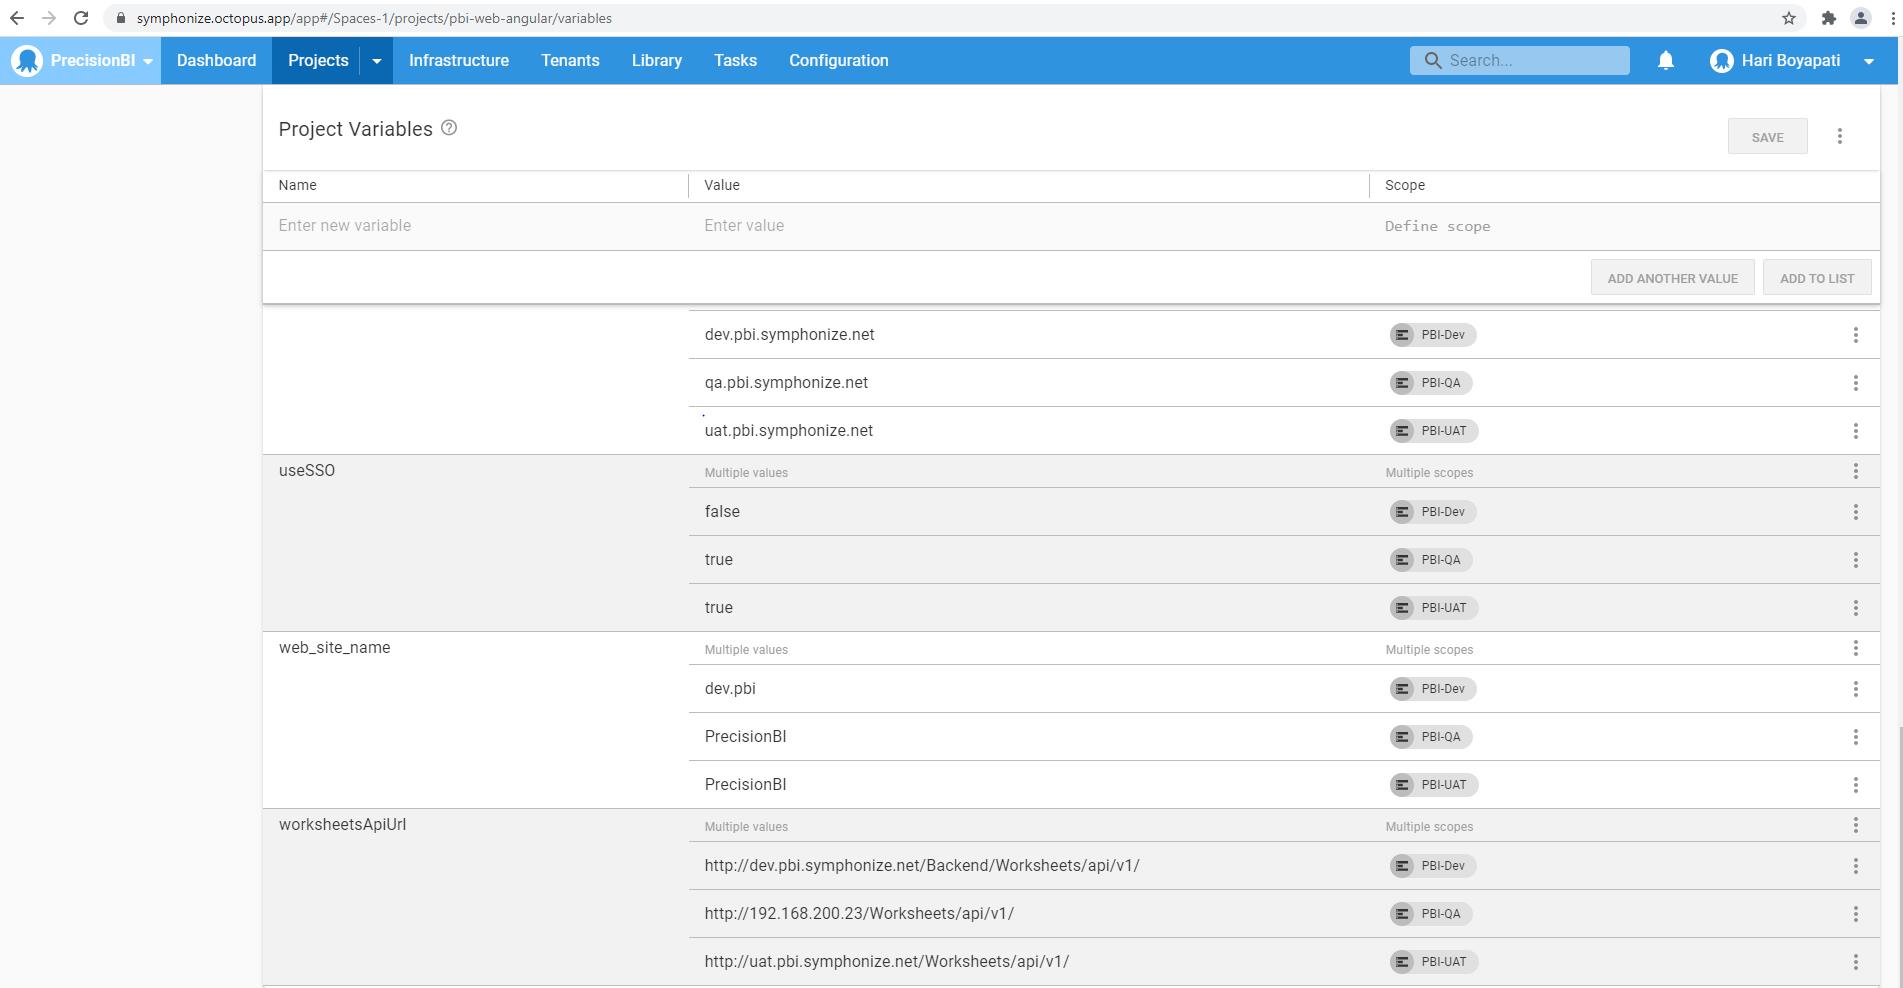 symphonize.octopus.app/app#/Spaces-1/projects/pbi-web-angular/variables
PrecisionBI Dashboard Projects Infrastructure Tenants Library Tasks Configuration Search... Hari Boyapati
Project Variables ?
SAVE
Name Value Scope
Enter new variable Enter value Define scope
ADD ANOTHER VALUE ADD TO LIST
dev.pbi.symphonize.net PBI-Dev
qa.pbi.symphonize.net PBI-QA
uat.pbi.symphonize.net PBI-UAT
useSSO Multiple values Multiple scopes
false PBI-Dev
true PBI-QA
true PBI-UAT
web_site_name Multiple values Multiple scopes
dev.pbi PBI-Dev
PrecisionBI PBI-QA
PrecisionBI PBI-UAT
worksheetsApiUrl Multiple values Multiple scopes
http://dev.pbi.symphonize.net/Backend/Worksheets/api/v1/ PBI-Dev
http://192.168.200.23/Worksheets/api/v1/ PBI-QA
http://uat.pbi.symphonize.net/Worksheets/api/v1/ PBI-UAT